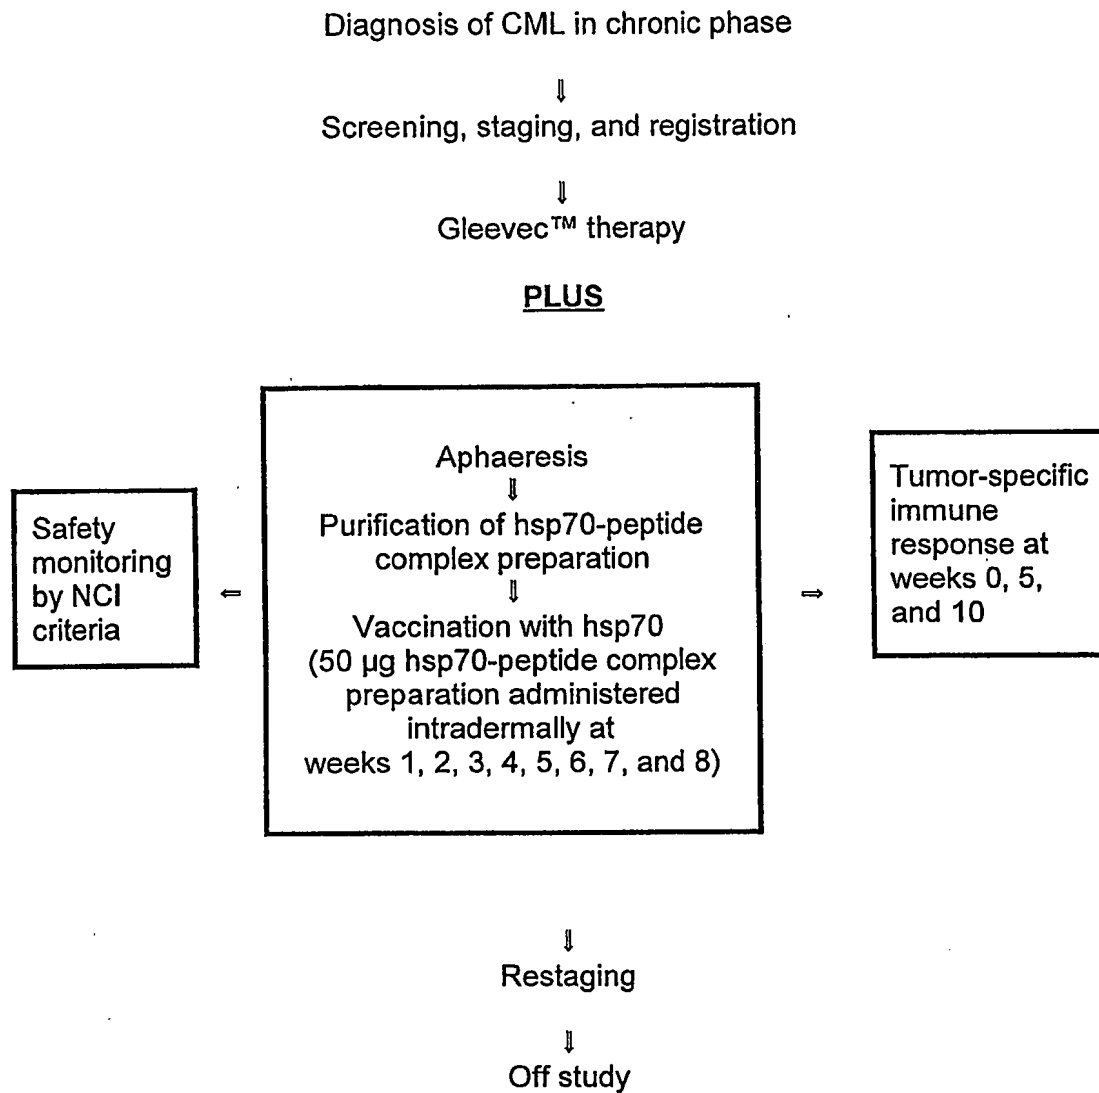 Diagnosis of CML in chronic phase
⇓
Screening, staging, and registration
⇓
Gleevec™ therapy
PLUS
Aphaeresis
⇓
Purification of hsp70-peptide
complex preparation
⇓
Vaccination with hsp70
(50 µg hsp70-peptide complex
preparation administered
intradermally at
weeks 1, 2, 3, 4, 5, 6, 7, and 8)
⇐
Safety
monitoring
by NCI
criteria
⇒
Tumor-specific
immune
response at
weeks 0, 5,
and 10
⇓
Restaging
⇓
Off study